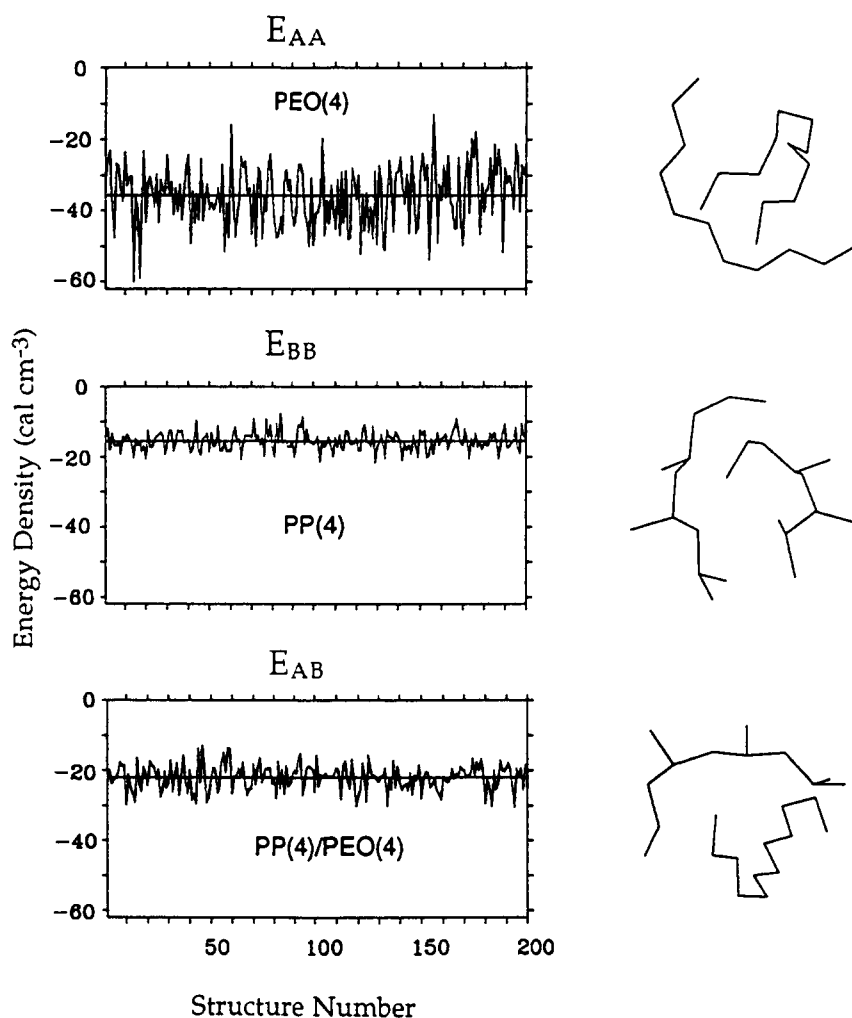 E_AA
0
PEO(4)
-20
-40
-60
E_BB
0
-20
-40
PP(4)
-60
E_AB
0
-20
-40
PP(4)/PEO(4)
-60
50 100 150 200
Structure Number
Energy Density (cal cm⁻³)